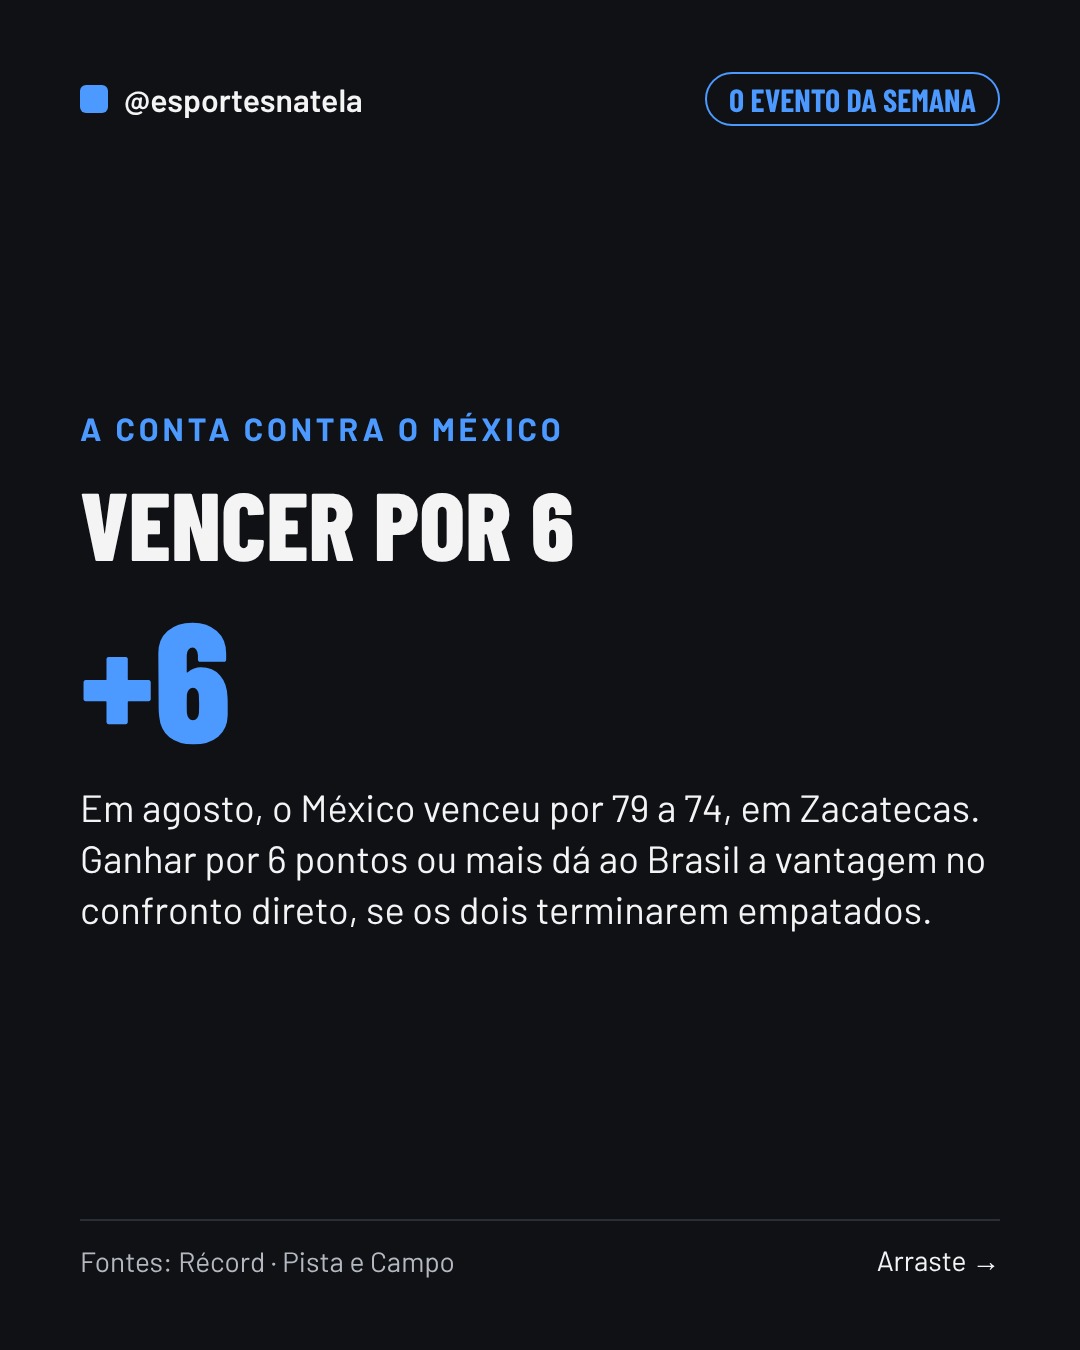 @esportesnatela
O EVENTO DA SEMANA
A CONTA CONTRA O MÉXICO
VENCER POR 6
+6
Em agosto, o México venceu por 79 a 74, em Zacatecas.
Ganhar por 6 pontos ou mais dá ao Brasil a vantagem no
confronto direto, se os dois terminarem empatados.
Fontes: Récord · Pista e Campo
Arraste →